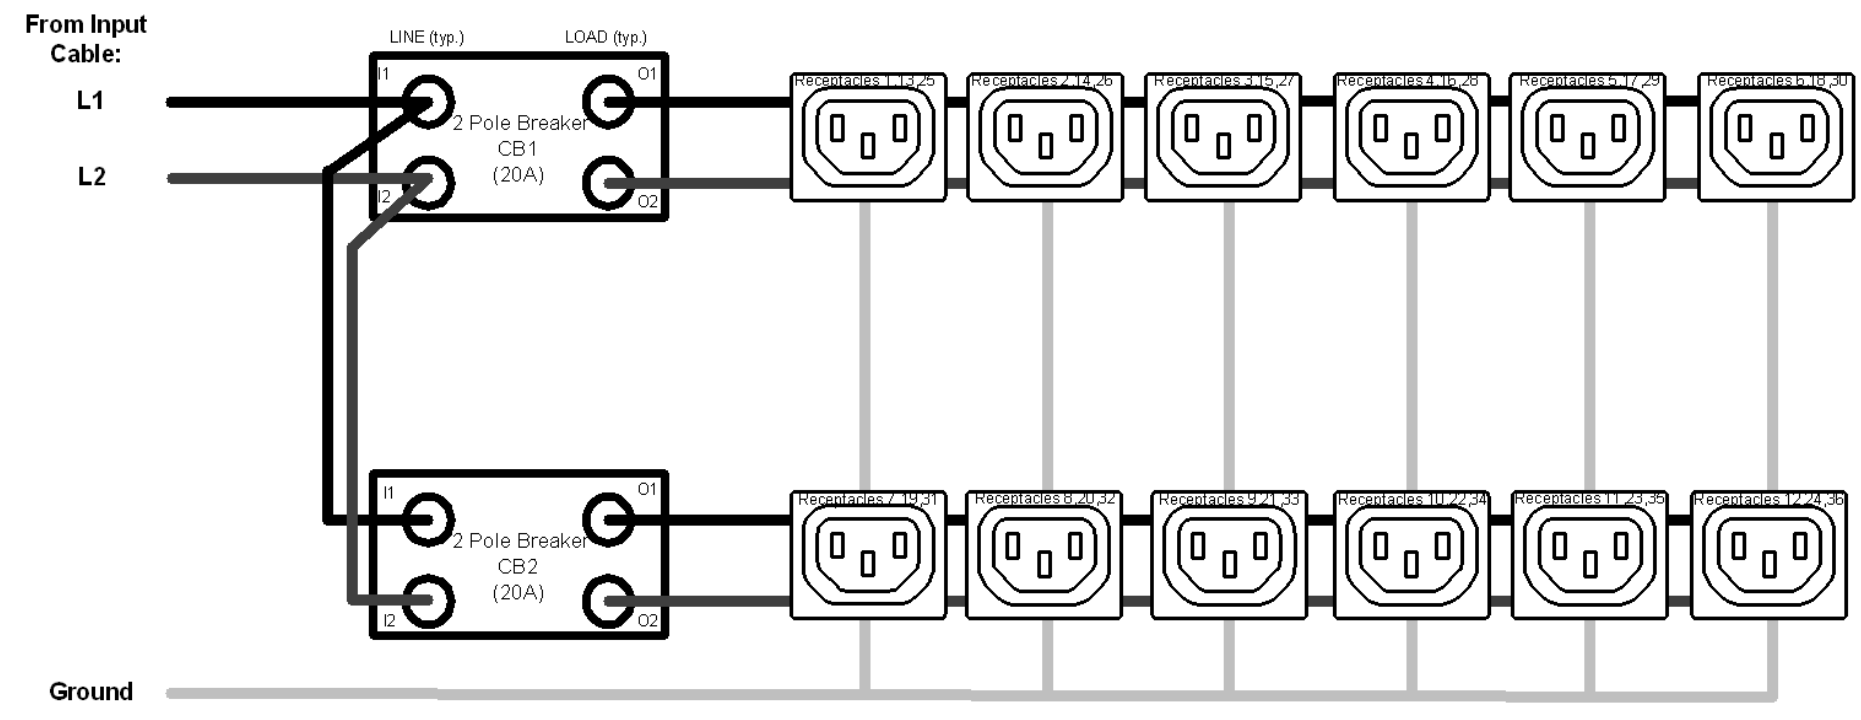 From Input
Cable:
LINE (typ.)
LOAD (typ.)
I1
O1
L1
2 Pole Breaker
CB1
(20A)
L2
I2
O2
Receptacles 1,13,25
Receptacles 2,14,26
Receptacles 3,15,27
Receptacles 4,16,28
Receptacles 5,17,29
Receptacles 6,18,30
I1
O1
2 Pole Breaker
CB2
(20A)
I2
O2
Receptacles 7,19,31
Receptacles 8,20,32
Receptacles 9,21,33
Receptacles 10,22,34
Receptacles 11,23,35
Receptacles 12,24,36
Ground